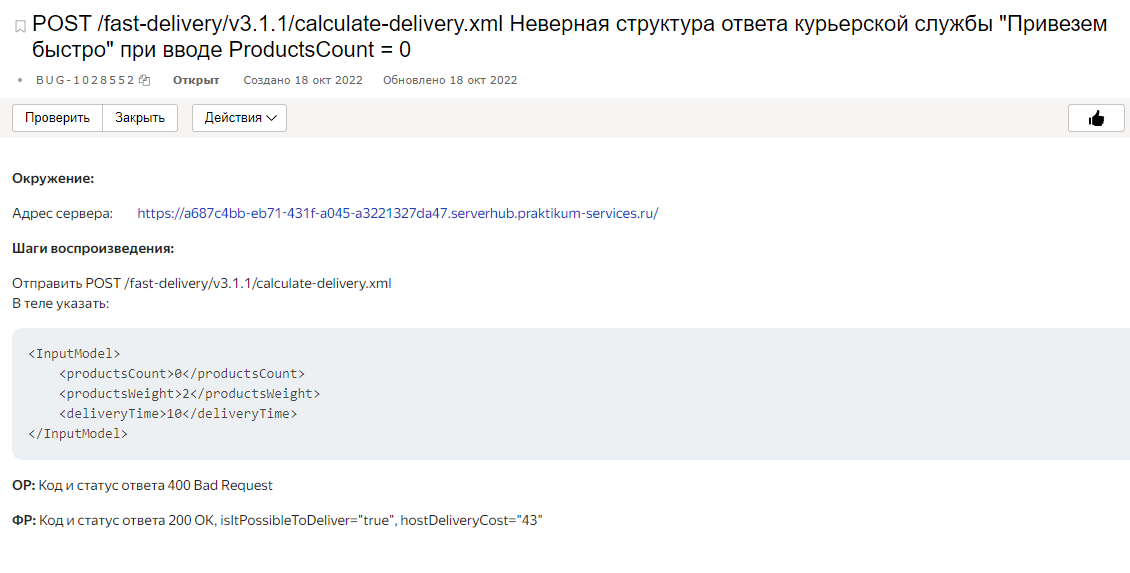 POST /fast-delivery/v3.1.1/calculate-delivery.xml Неверная структура ответа курьерской службы "Привезем
быстро" при вводе ProductsCount = 0
BUG-1028552 Открыт Создано 18 окт 2022 Обновлено 18 окт 2022
Проверить Закрыть Действия
Окружение:
Адрес сервера: https://a687c4bb-eb71-431f-a045-a3221327da47.serverhub.praktikum-services.ru/
Шаги воспроизведения:
Отправить POST /fast-delivery/v3.1.1/calculate-delivery.xml
В теле указать:
<InputModel>
    <productsCount>0</productsCount>
    <productsWeight>2</productsWeight>
    <deliveryTime>10</deliveryTime>
</InputModel>
ОР: Код и статус ответа 400 Bad Request
ФР: Код и статус ответа 200 OK, isItPossibleToDeliver="true", hostDeliveryCost="43"